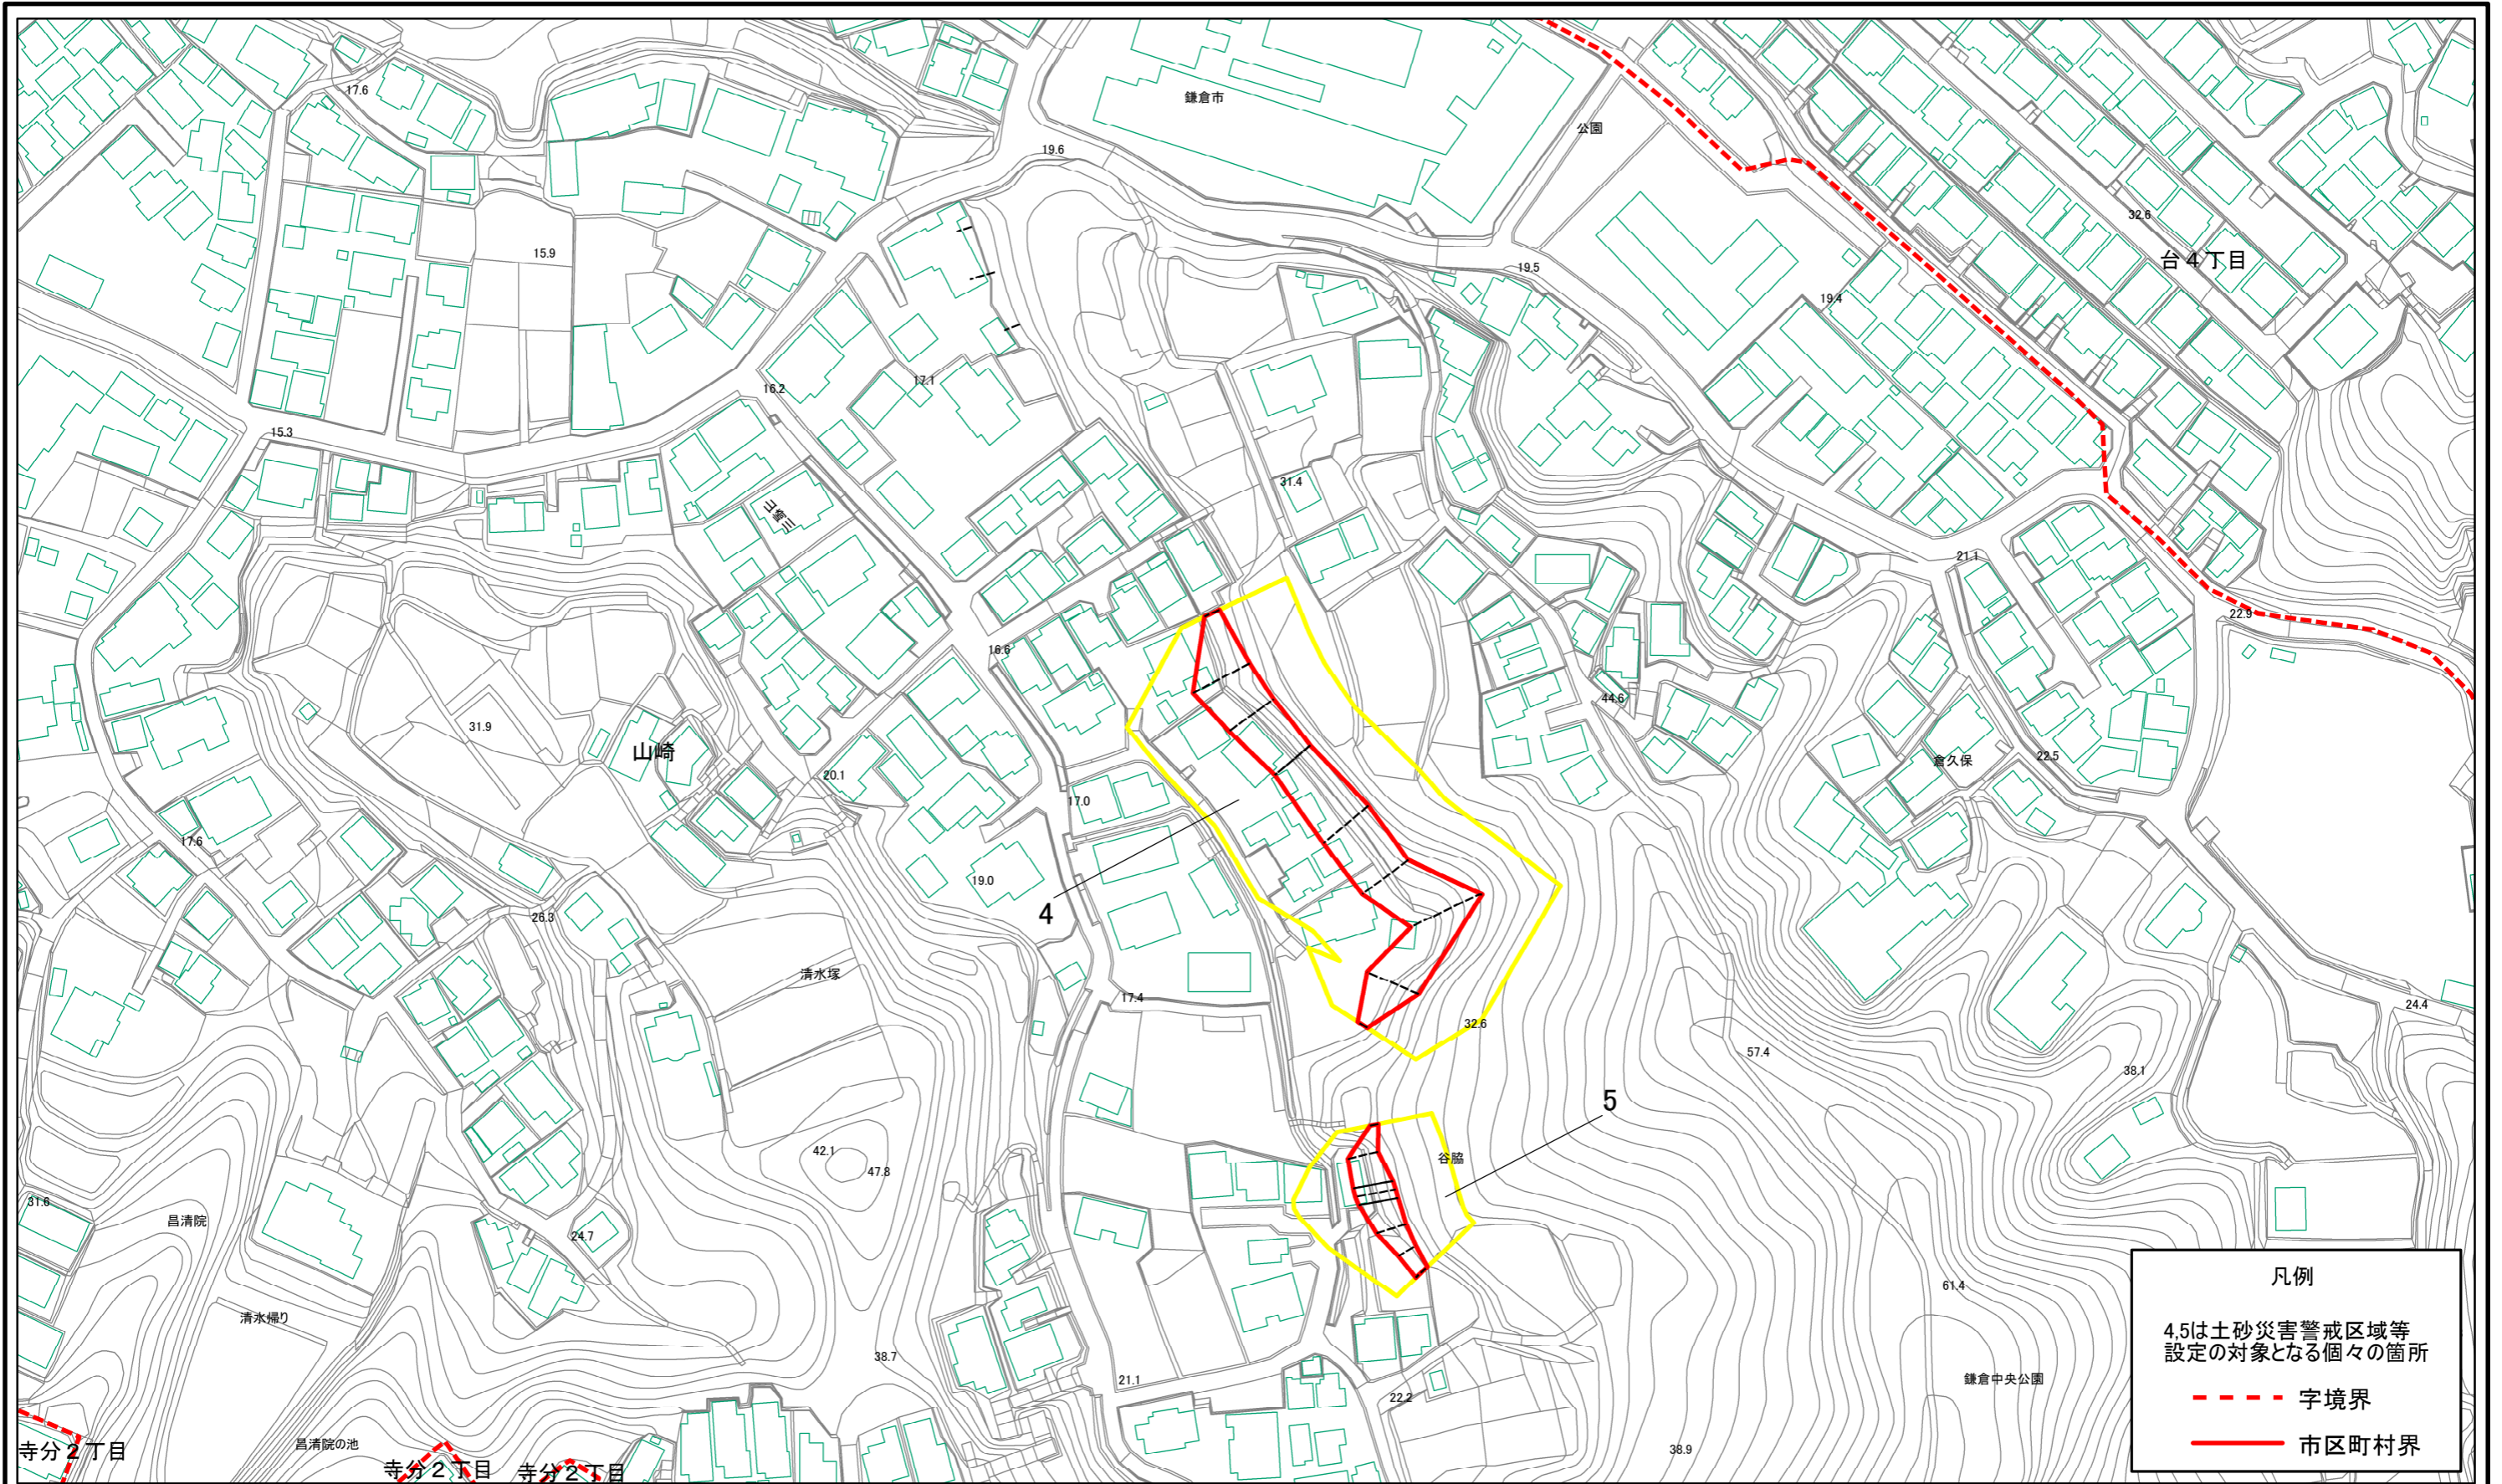 17.6
鎌倉市
公園
19.6
32.6
台４丁目
15.9
19.5
19.4
17.1
16.2
15.3
31.4
山崎川
21.1
22.9
16.6
44.6
31.9
山崎
20.1
倉久保
22.5
17.0
17.6
19.0
4
26.3
清水塚
17.4
32.6
24.4
57.4
38.1
5
42.1
47.8
谷脇
31.6
昌清院
24.7
61.4
清水帰り
38.7
21.1
22.2
鎌倉中央公園
38.9
寺分２丁目
昌清院の池
寺分２丁目
寺分２丁目
凡例
4,5は土砂災害警戒区域等
設定の対象となる個々の箇所
字境界
市区町村界